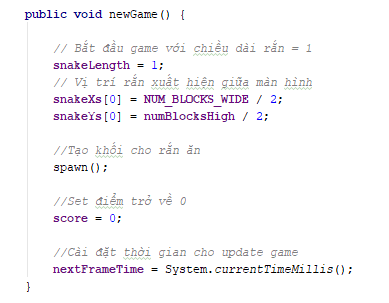 public void newGame() {
// Bắt đầu game với chiều dài rắn = 1
snakeLength = 1;
// Vị trí rắn xuất hiện giữa màn hình
snakeXs[0] = NUM_BLOCKS_WIDE / 2;
snakeYs[0] = numBlocksHigh / 2;
//Tạo khối cho rắn ăn
spawn();
//Set điểm trở về 0
score = 0;
//Cài đặt thời gian cho update game
nextFrameTime = System.currentTimeMillis();
}